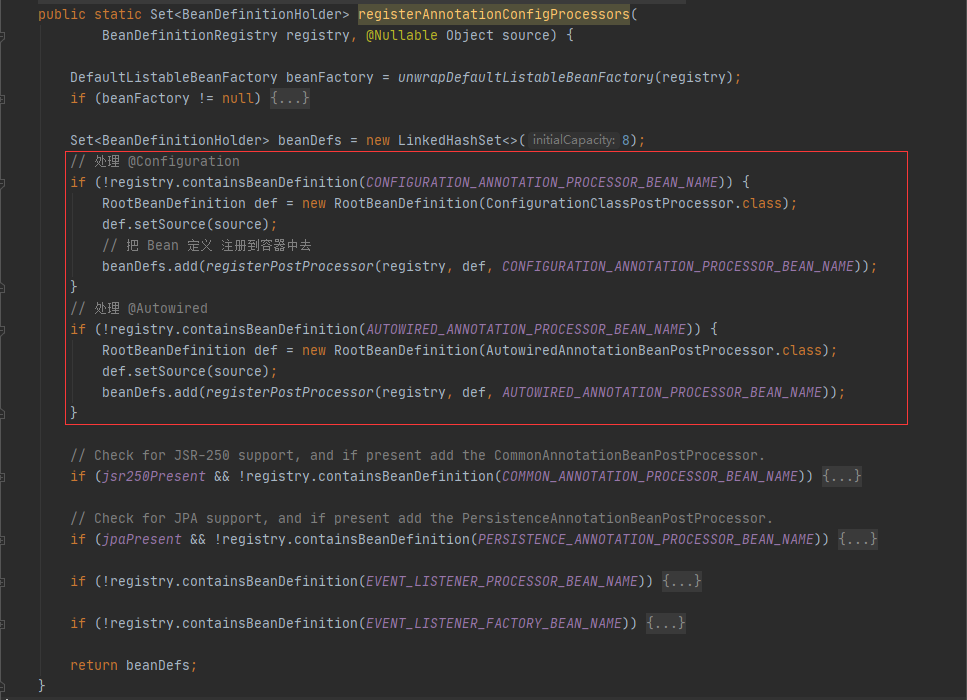 public static Set<BeanDefinitionHolder> registerAnnotationConfigProcessors(
BeanDefinitionRegistry registry, @Nullable Object source) {
DefaultListableBeanFactory beanFactory = unwrapDefaultListableBeanFactory(registry);
if (beanFactory != null) {...}
Set<BeanDefinitionHolder> beanDefs = new LinkedHashSet<>( initialCapacity: 8);
// 处理 @Configuration
if (!registry.containsBeanDefinition(CONFIGURATION_ANNOTATION_PROCESSOR_BEAN_NAME)) {
RootBeanDefinition def = new RootBeanDefinition(ConfigurationClassPostProcessor.class);
def.setSource(source);
// 把 Bean 定义 注册到容器中去
beanDefs.add(registerPostProcessor(registry, def, CONFIGURATION_ANNOTATION_PROCESSOR_BEAN_NAME));
}
// 处理 @Autowired
if (!registry.containsBeanDefinition(AUTOWIRED_ANNOTATION_PROCESSOR_BEAN_NAME)) {
RootBeanDefinition def = new RootBeanDefinition(AutowiredAnnotationBeanPostProcessor.class);
def.setSource(source);
beanDefs.add(registerPostProcessor(registry, def, AUTOWIRED_ANNOTATION_PROCESSOR_BEAN_NAME));
}
// Check for JSR-250 support, and if present add the CommonAnnotationBeanPostProcessor.
if (jsr250Present && !registry.containsBeanDefinition(COMMON_ANNOTATION_PROCESSOR_BEAN_NAME)) {...}
// Check for JPA support, and if present add the PersistenceAnnotationBeanPostProcessor.
if (jpaPresent && !registry.containsBeanDefinition(PERSISTENCE_ANNOTATION_PROCESSOR_BEAN_NAME)) {...}
if (!registry.containsBeanDefinition(EVENT_LISTENER_PROCESSOR_BEAN_NAME)) {...}
if (!registry.containsBeanDefinition(EVENT_LISTENER_FACTORY_BEAN_NAME)) {...}
return beanDefs;
}